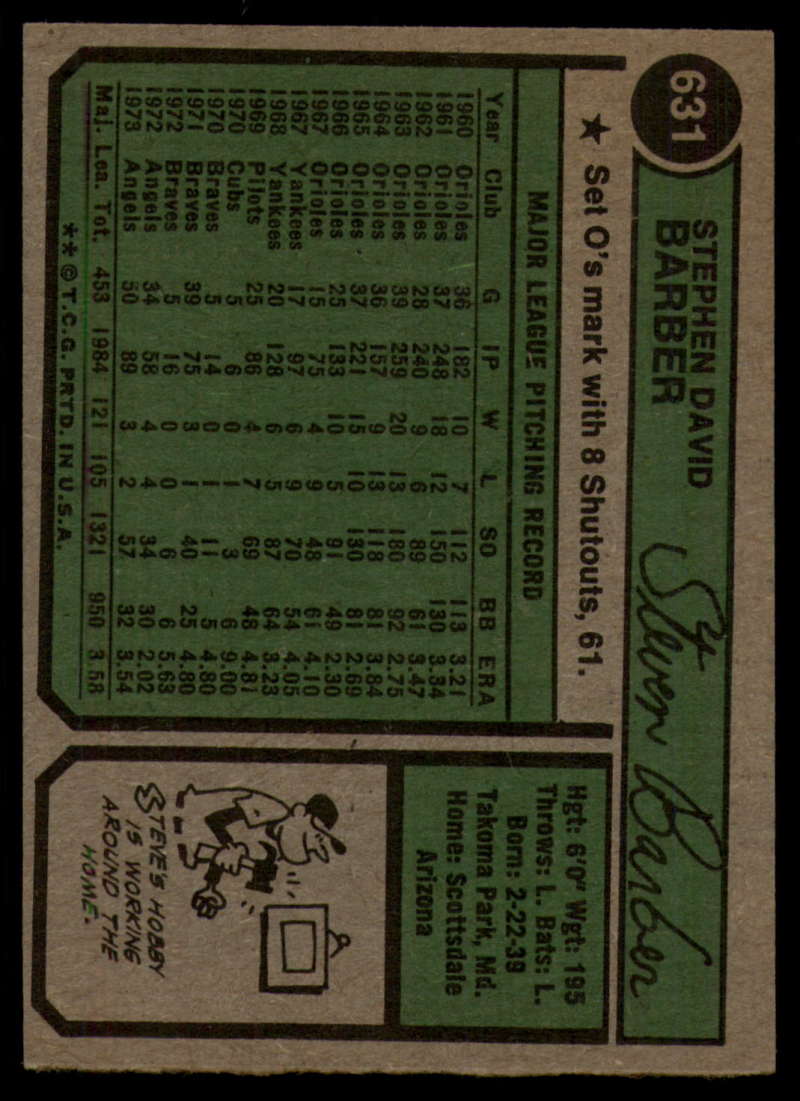 631
STEPHEN DAVID
BARBER
Steven Barber
★ Set O's mark with 8 Shutouts, 61.
MAJOR LEAGUE PITCHING RECORD
Year Club G IP W L SO BB ERA
1960 Orioles 36 182 10 7 112 113 3.21
1961 Orioles 37 248 18 12 150 130 3.34
1962 Orioles 28 240 9 6 89 61 3.47
1963 Orioles 39 259 20 13 180 92 2.75
1964 Orioles 36 157 9 13 118 81 3.84
1965 Orioles 37 221 15 10 130 81 2.69
1966 Orioles 25 133 10 5 91 49 2.30
1967 Orioles 15 75 4 9 48 61 4.10
1967 Yankees 17 97 6 9 70 54 4.05
1968 Yankees 20 128 6 5 87 64 3.23
1969 Pilots 25 86 4 7 69 48 4.81
1970 Cubs 5 6 0 1 3 6 9.00
1970 Braves 5 14 0 1 11 5 4.80
1971 Braves 39 75 3 1 40 25 4.80
1972 Braves 5 16 0 0 6 6 5.63
1972 Angels 34 58 4 4 34 30 2.02
1973 Angels 50 89 3 2 57 32 3.54
Maj. Lea. Tot. 453 1984 121 105 1321 950 3.58
**©T.C.G. PRTD. IN U.S.A.
Hgt: 6'0" Wgt: 195
Throws: L. Bats: L.
Born: 2-22-39
Takoma Park, Md.
Home: Scottsdale
Arizona
STEVE'S HOBBY
IS WORKING
AROUND THE
HOME.